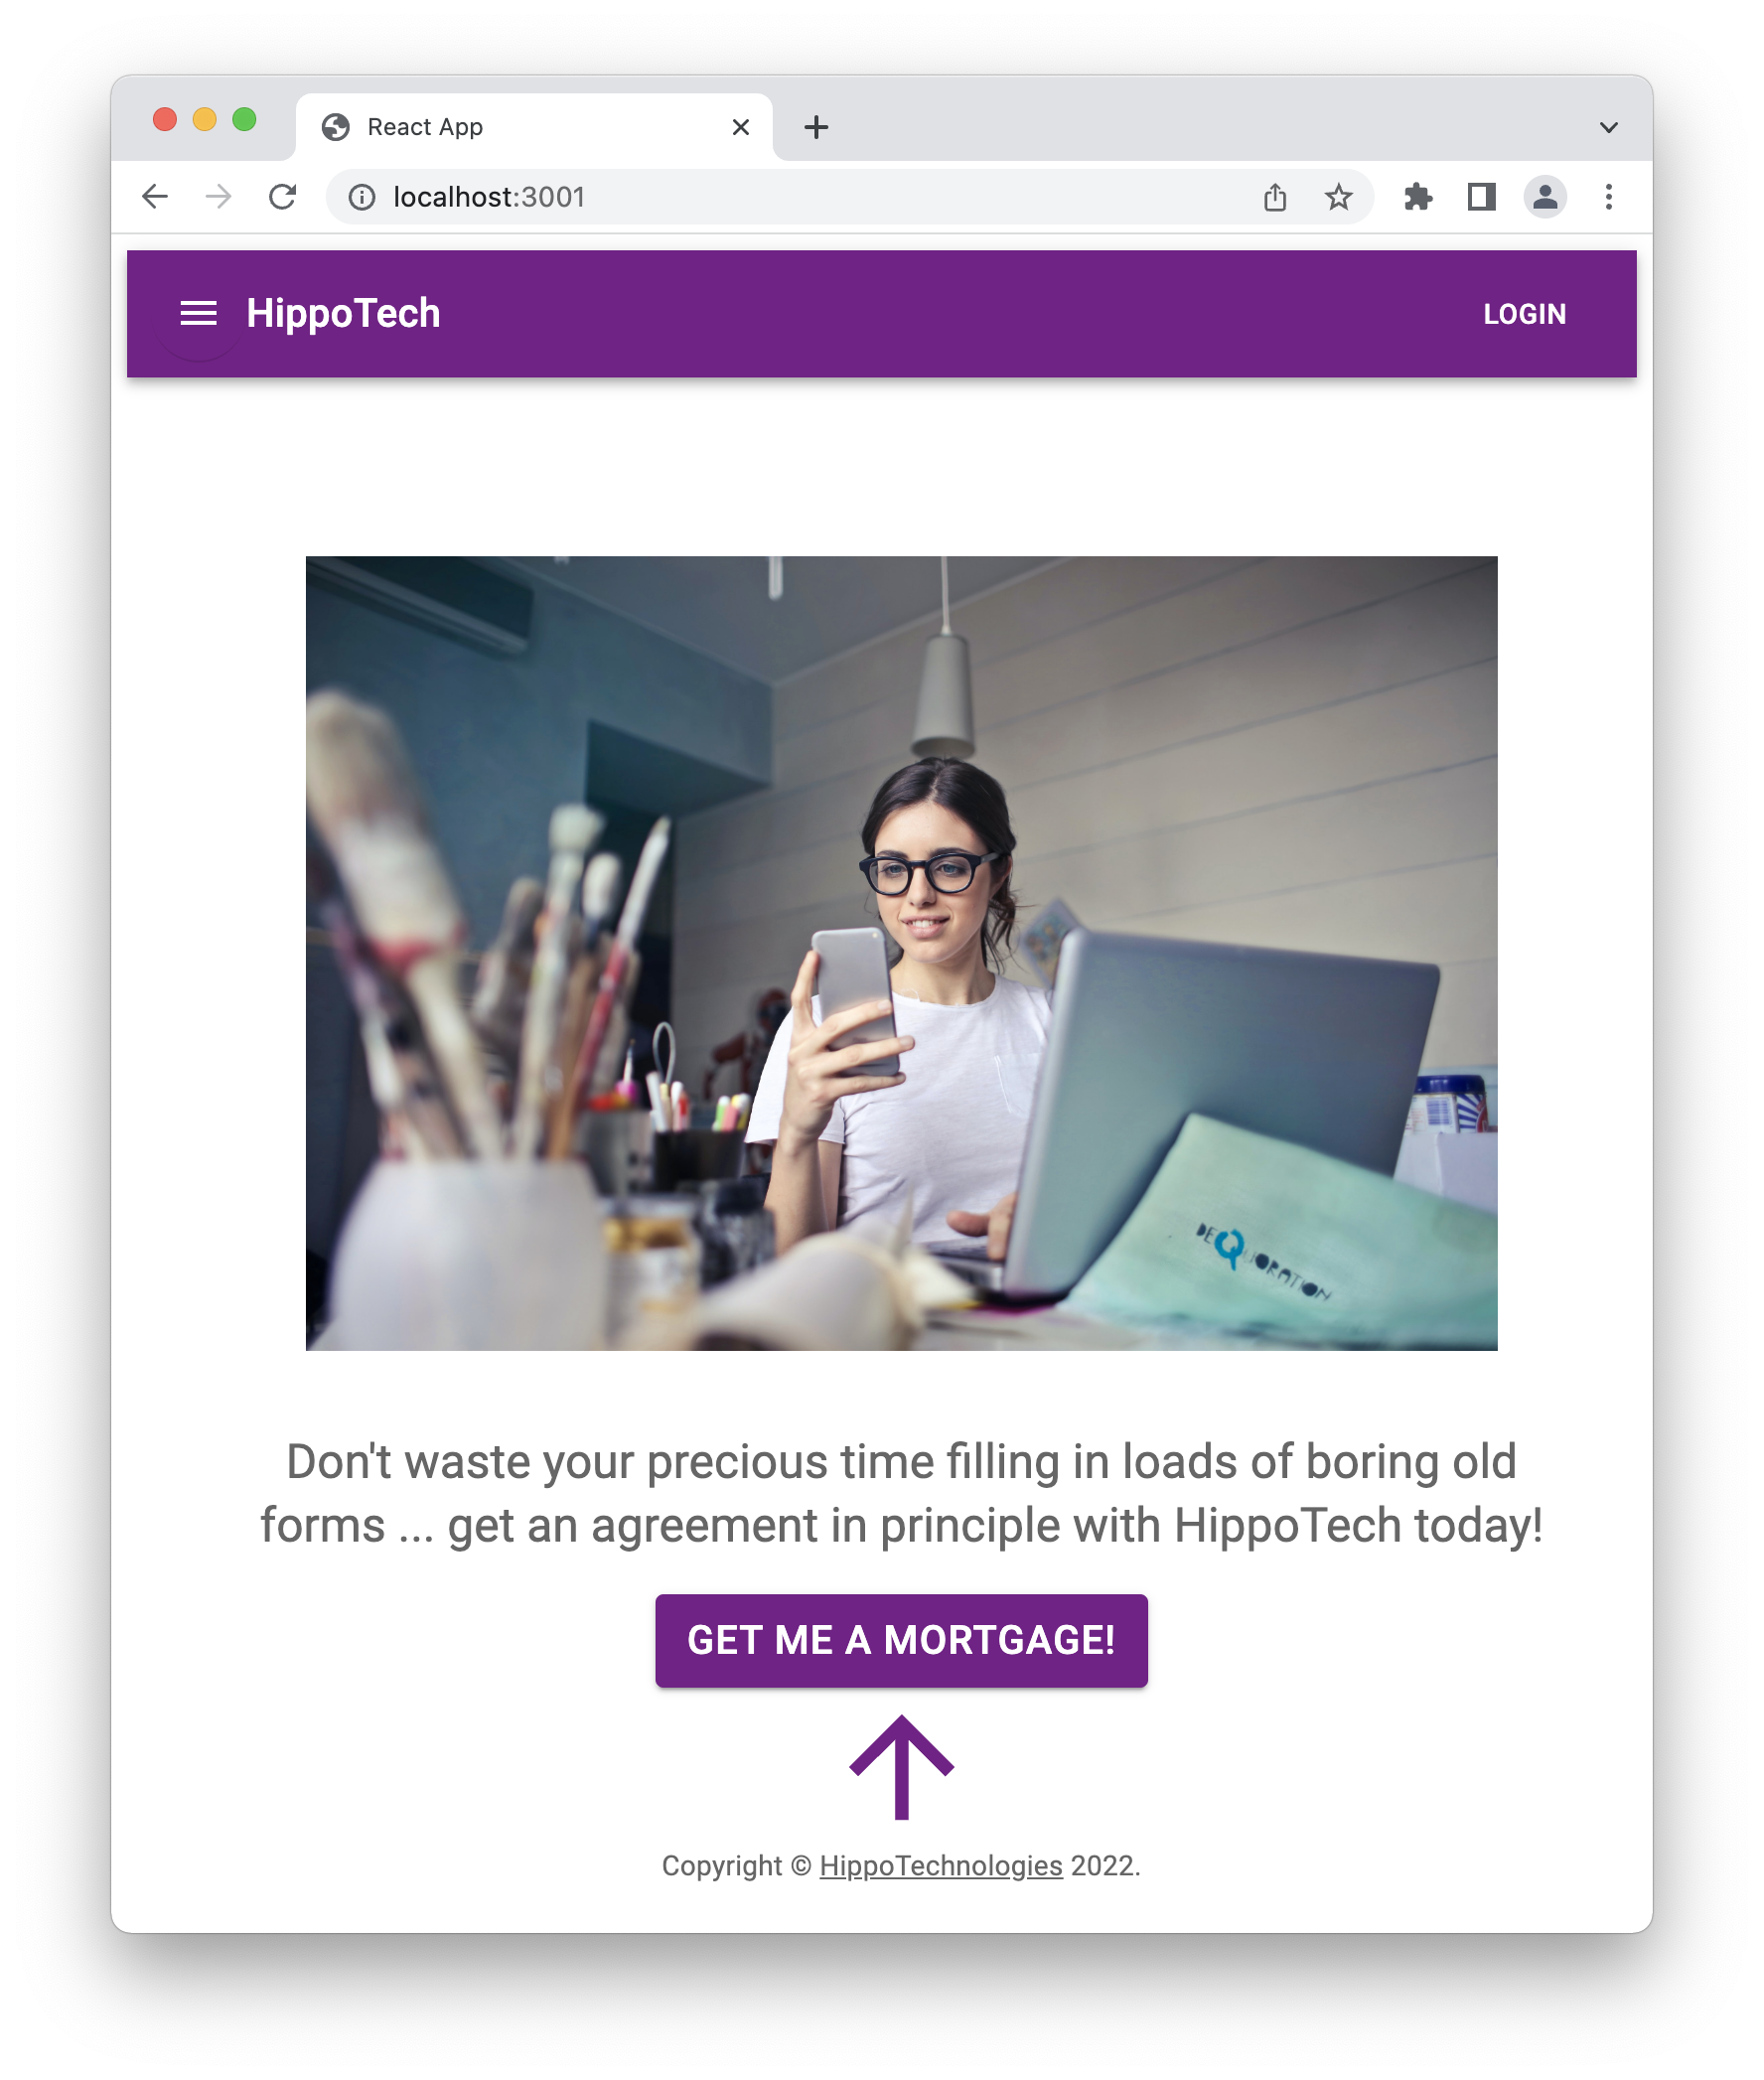 React App
localhost:3001
HippoTech
LOGIN
DEQUORATION
Don't waste your precious time filling in loads of boring old
forms ... get an agreement in principle with HippoTech today!
GET ME A MORTGAGE!
Copyright © HippoTechnologies 2022.